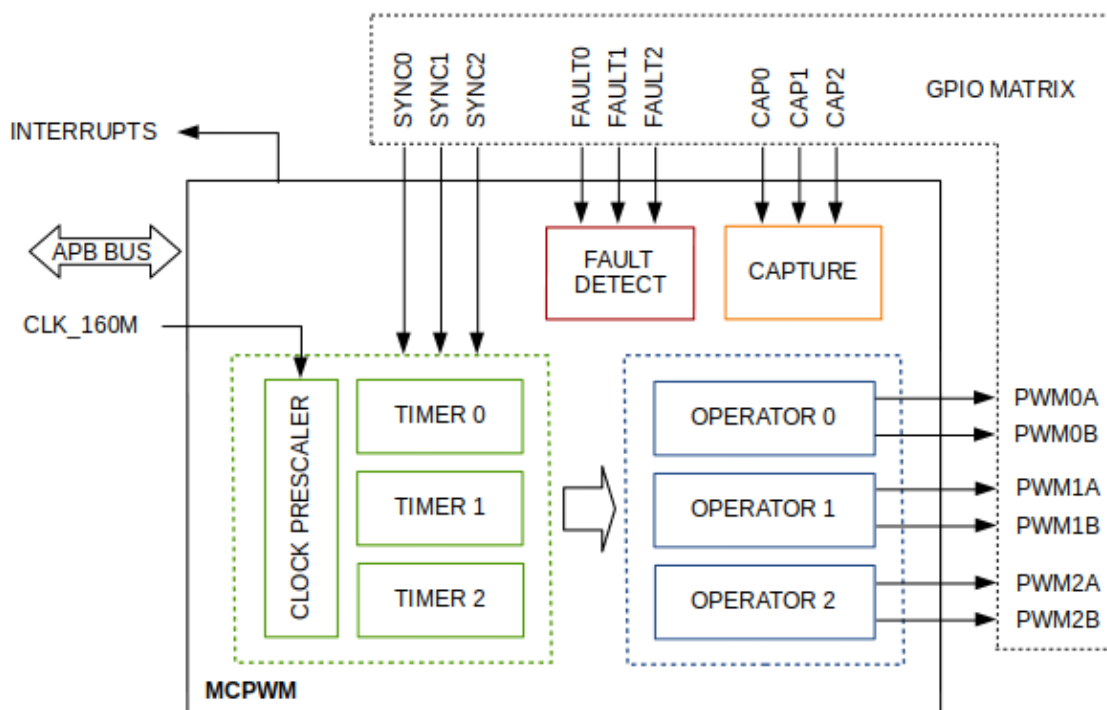 SYNC0
SYNC1
SYNC2
FAULT0
FAULT1
FAULT2
CAP0
CAP1
CAP2
GPIO MATRIX
INTERRUPTS
APB BUS
FAULT
DETECT
CAPTURE
CLK_160M
CLOCK PRESCALER
TIMER 0
TIMER 1
TIMER 2
OPERATOR 0
OPERATOR 1
OPERATOR 2
PWM0A
PWM0B
PWM1A
PWM1B
PWM2A
PWM2B
MCPWM